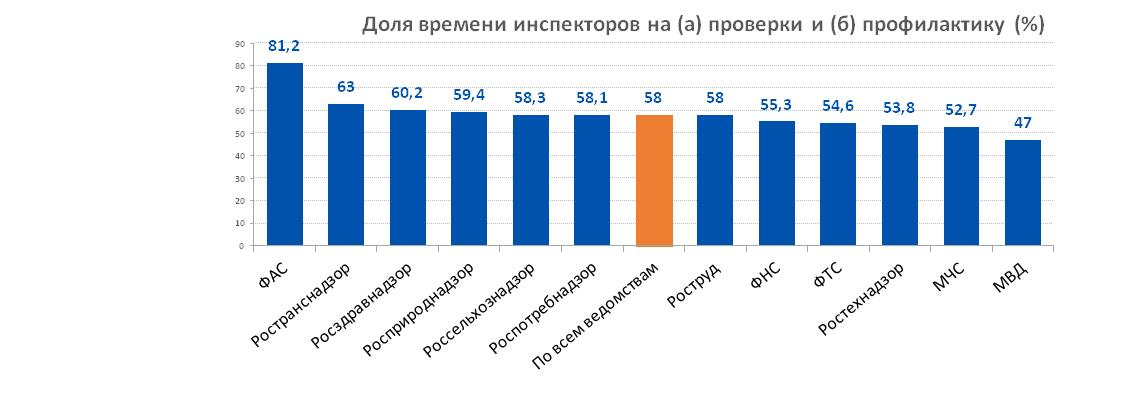 Доля времени инспекторов на (а) проверки и (б) профилактику (%)
90
80
70
60
50
40
30
20
10
0
81,2
63
60,2
59,4
58,3
58,1
58
58
55,3
54,6
53,8
52,7
47
ФАС
Ространснадзор
Росздравнадзор
Росприроднадзор
Россельхознадзор
Роспотребнадзор
По всем ведомствам
Роструд
ФНС
ФТС
Ростехнадзор
МЧС
МВД